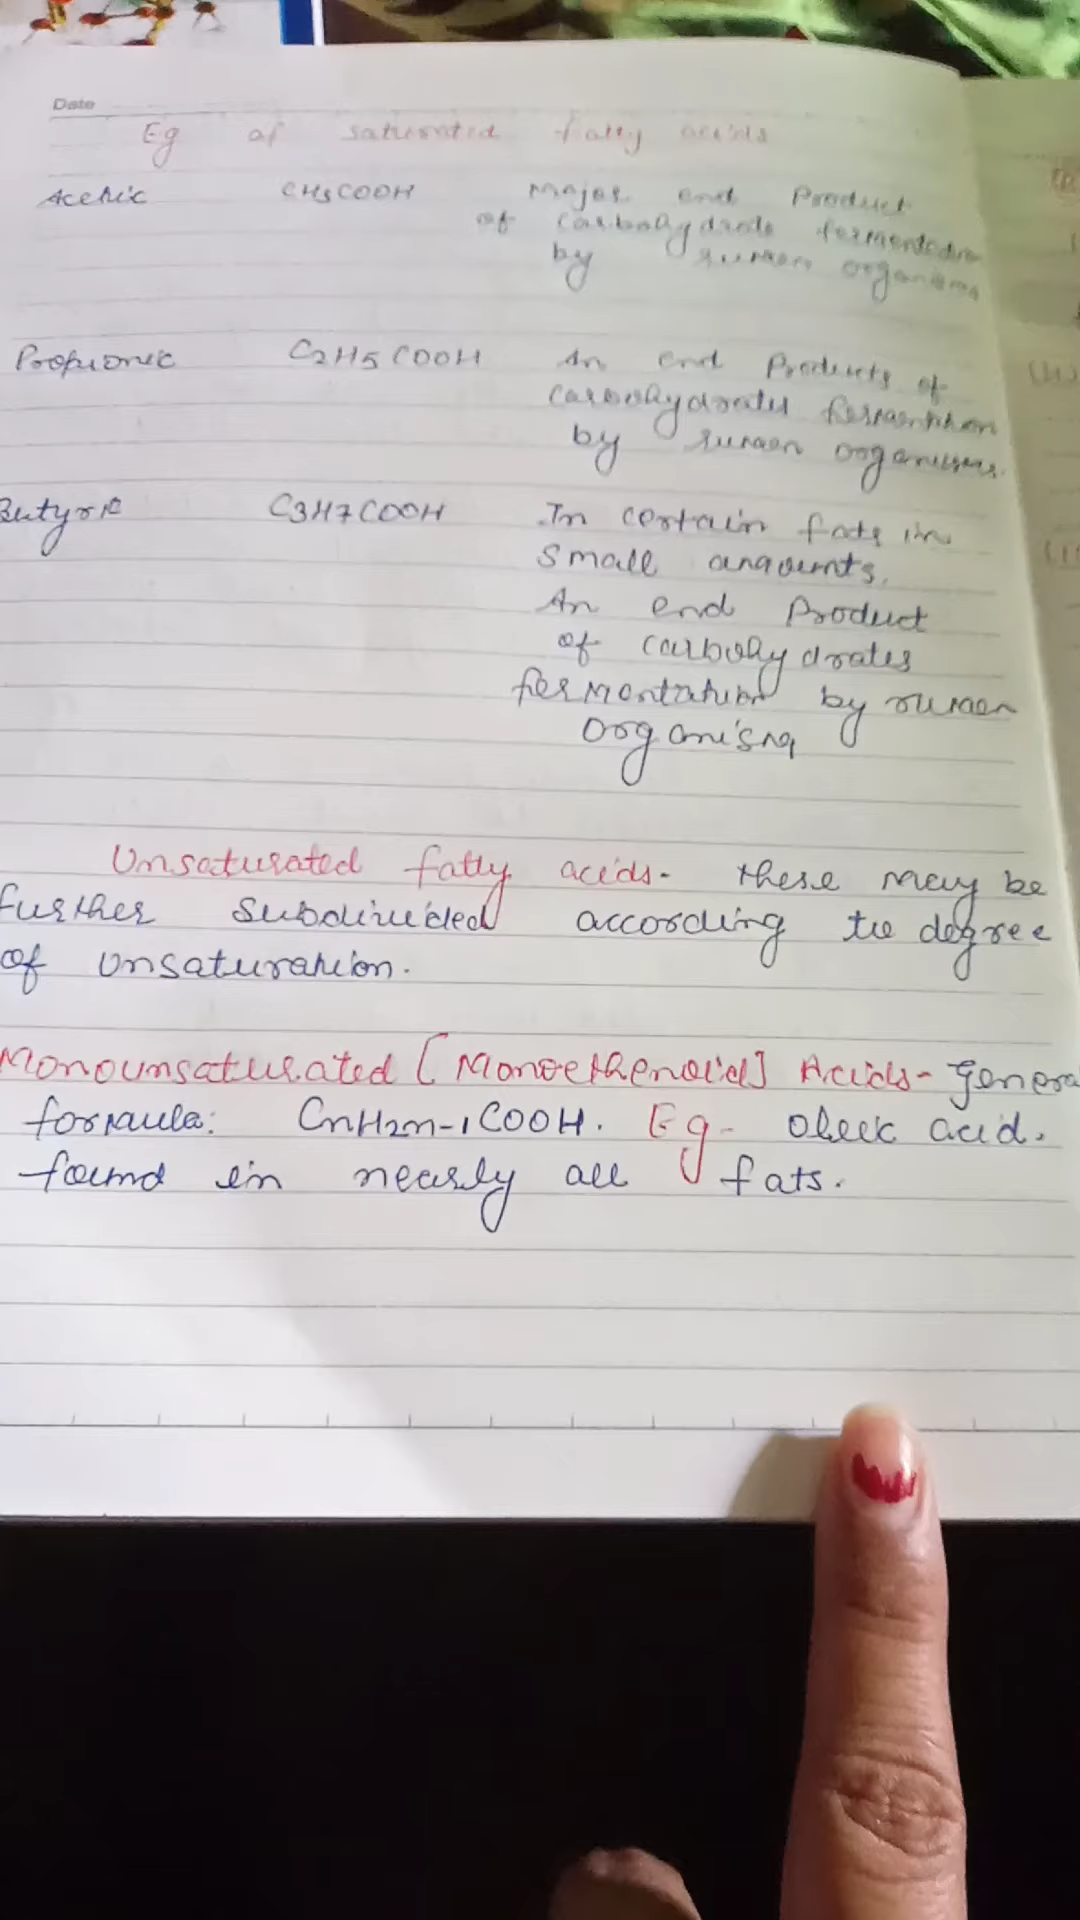 Date
Eg of saturated fatty acids
Acetic CH3COOH Major end Product
of carbohydrate fermentation
by rumen organisms
Propionic C2H5COOH An end Products of
carbohydrates fermentation
by rumen organisms.
Butyric C3H7COOH In certain fats in
small amounts.
An end Product
of carbohydrates
fermentation by rumen
organism
Unsaturated fatty acids- these may be
further subdivided according to degree
of unsaturation.
Monounsaturated [Monoethenoid] Acids- genera
formula: CnH2n-1COOH. Eg- oleic acid.
found in nearly all fats.